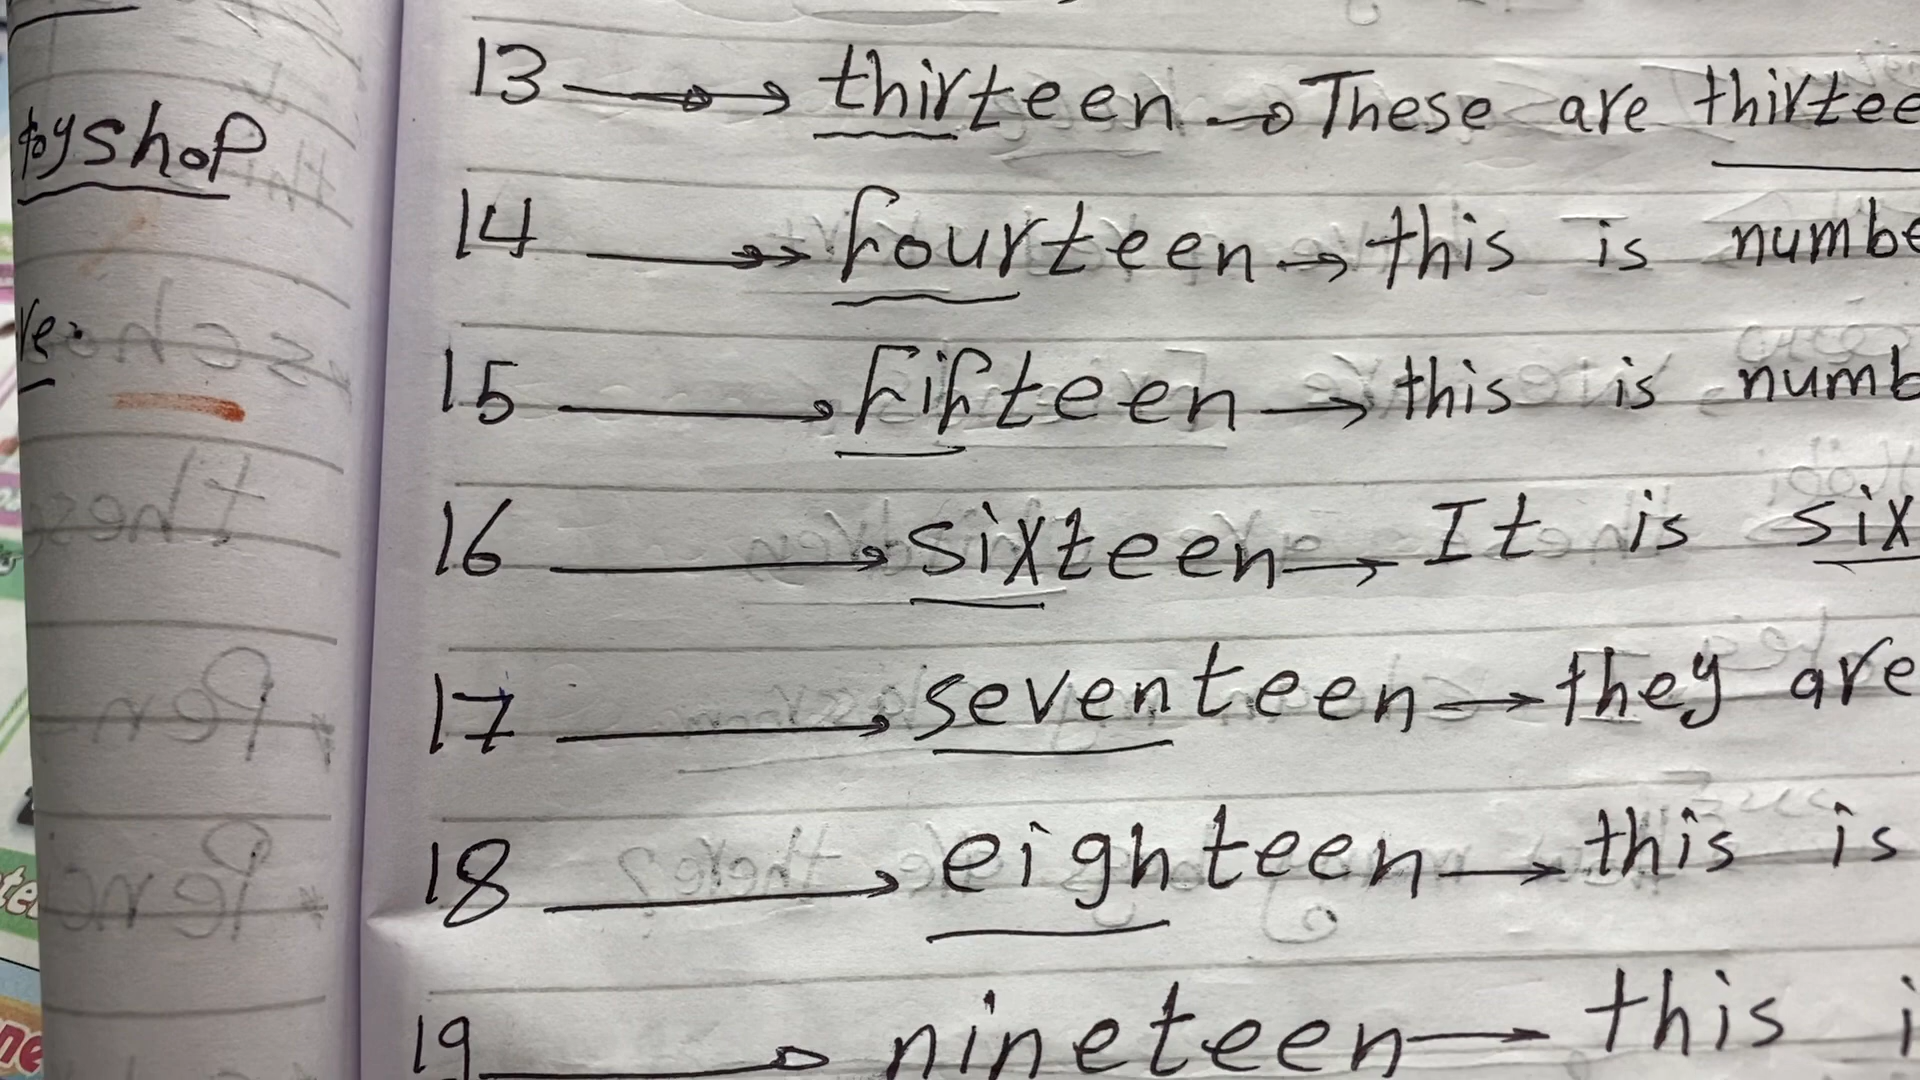 toyshop
re.
13 → thirteen → These are thirtee
14 → fourteen → this is numbe
15 → fifteen → this is numb
16 → sixteen → It is six
17 → seventeen → they are
18 → eighteen → this is
19 → nineteen → this i